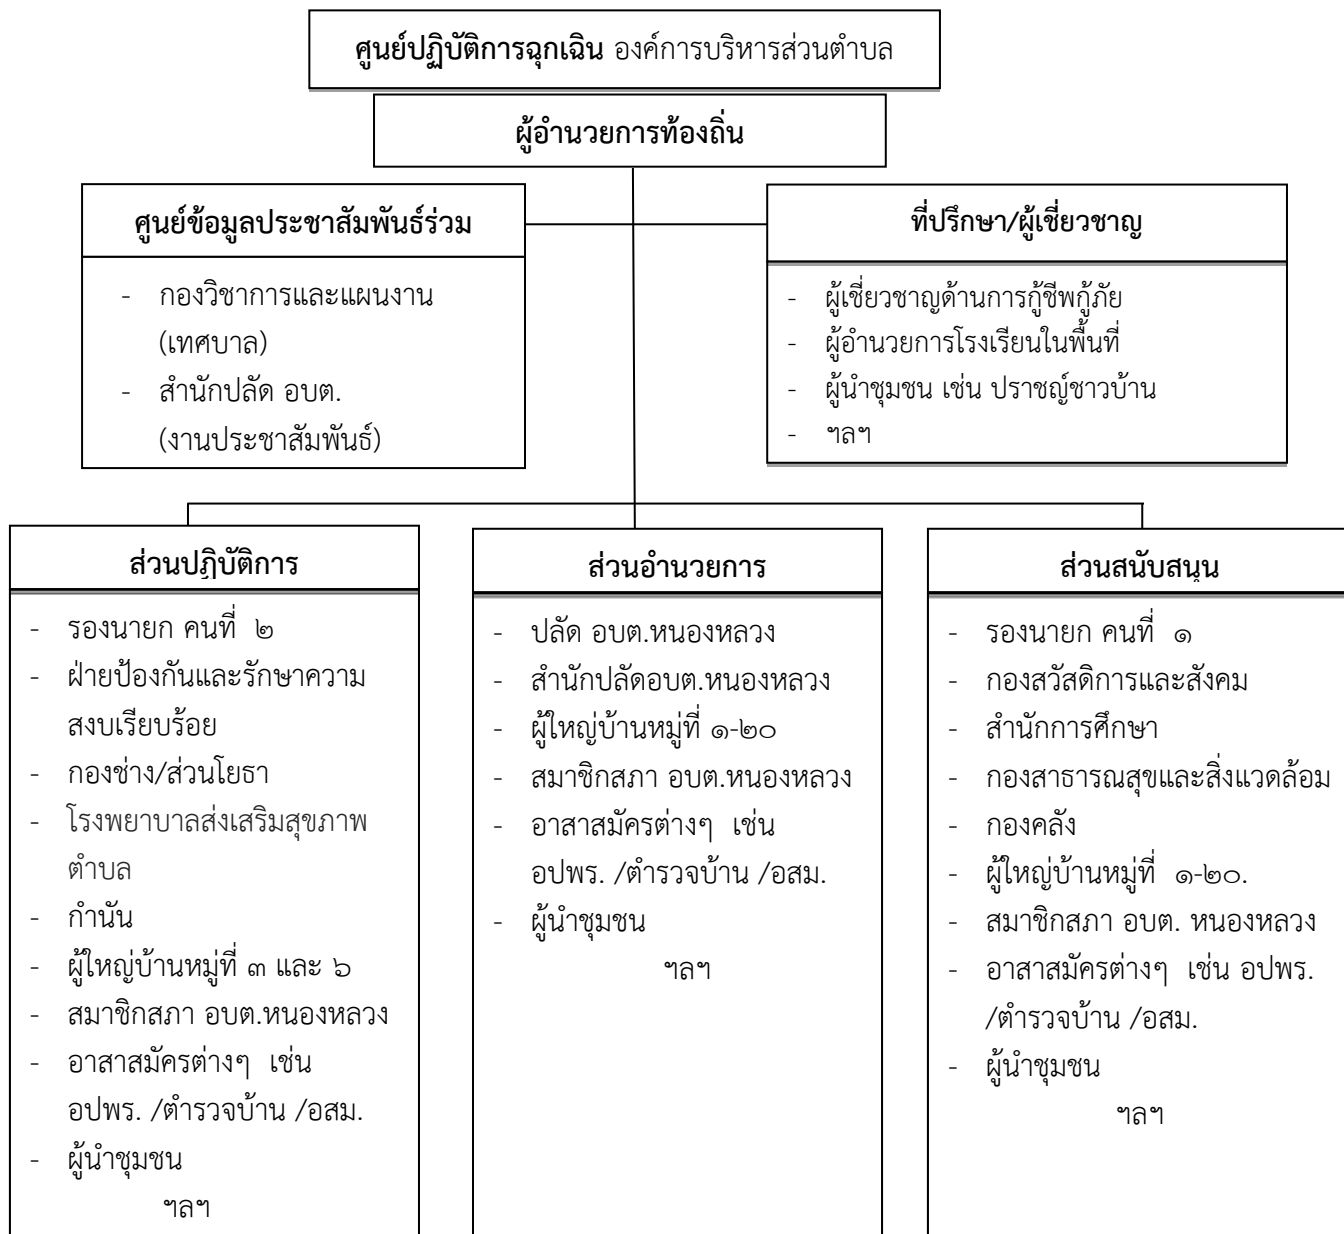 ศูนย์ปฏิบัติการฉุกเฉิน องค์การบริหารส่วนตำบล
ผู้อำนวยการท้องถิ่น
ศูนย์ข้อมูลประชาสัมพันธ์ร่วม
- กองวิชาการและแผนงาน
(เทศบาล)
- สำนักปลัด อบต.
(งานประชาสัมพันธ์)
ที่ปรึกษา/ผู้เชี่ยวชาญ
- ผู้เชี่ยวชาญด้านการกู้ชีพกู้ภัย
- ผู้อำนวยการโรงเรียนในพื้นที่
- ผู้นำชุมชน เช่น ปราชญ์ชาวบ้าน
- ฯลฯ
ส่วนปฏิบัติการ
- รองนายก คนที่ ๒
- ฝ่ายป้องกันและรักษาความ
สงบเรียบร้อย
- กองช่าง/ส่วนโยธา
- โรงพยาบาลส่งเสริมสุขภาพ
ตำบล
- กำนัน
- ผู้ใหญ่บ้านหมู่ที่ ๓ และ ๖
- สมาชิกสภา อบต.หนองหลวง
- อาสาสมัครต่างๆ เช่น
อปพร. /ตำรวจบ้าน /อสม.
- ผู้นำชุมชน
ฯลฯ
ส่วนอำนวยการ
- ปลัด อบต.หนองหลวง
- สำนักปลัดอบต.หนองหลวง
- ผู้ใหญ่บ้านหมู่ที่ ๑-๒๐
- สมาชิกสภา อบต.หนองหลวง
- อาสาสมัครต่างๆ เช่น
อปพร. /ตำรวจบ้าน /อสม.
- ผู้นำชุมชน
ฯลฯ
ส่วนสนับสนุน
- รองนายก คนที่ ๑
- กองสวัสดิการและสังคม
- สำนักการศึกษา
- กองสาธารณสุขและสิ่งแวดล้อม
- กองคลัง
- ผู้ใหญ่บ้านหมู่ที่ ๑-๒๐.
- สมาชิกสภา อบต. หนองหลวง
- อาสาสมัครต่างๆ เช่น อปพร.
/ตำรวจบ้าน /อสม.
- ผู้นำชุมชน
ฯลฯ